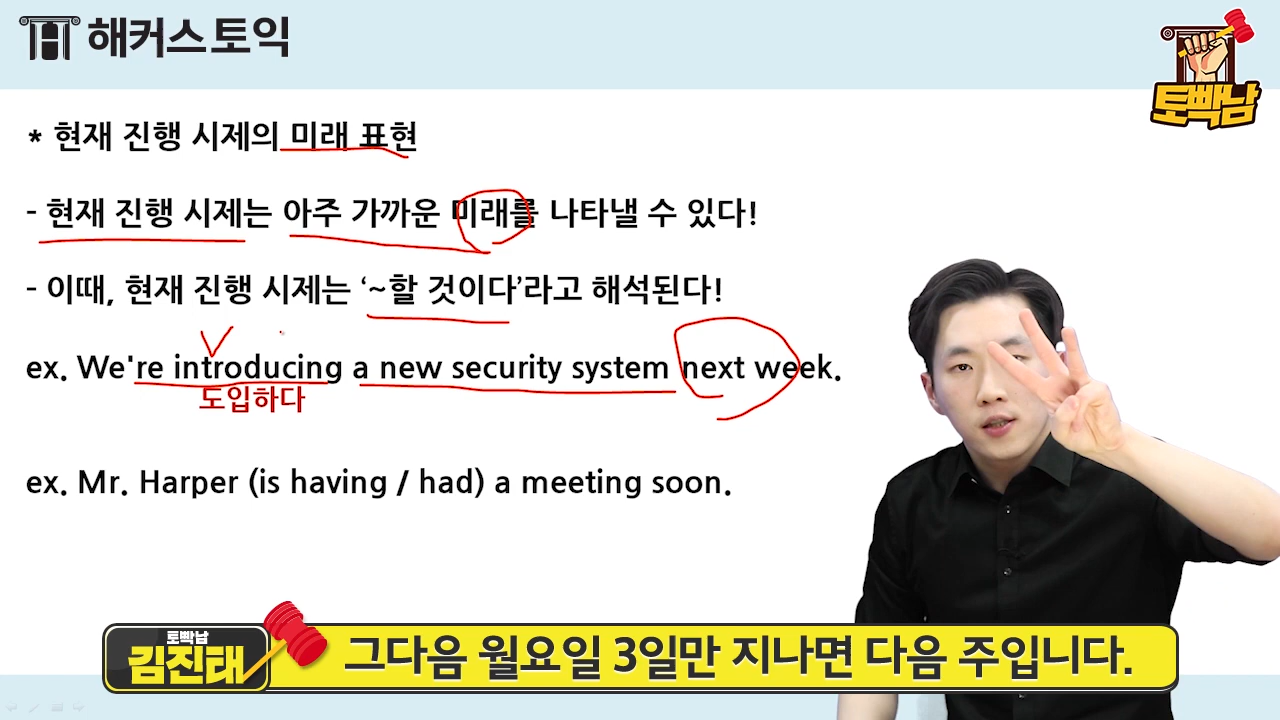 해커스토익
토빡남
* 현재 진행 시제의 미래 표현
- 현재 진행 시제는 아주 가까운 미래를 나타낼 수 있다!
- 이때, 현재 진행 시제는 ‘~할 것이다’라고 해석된다!
ex. We're introducing a new security system next week.
도입하다
ex. Mr. Harper (is having / had) a meeting soon.
토빡남
김진태
그다음 월요일 3일만 지나면 다음 주입니다.